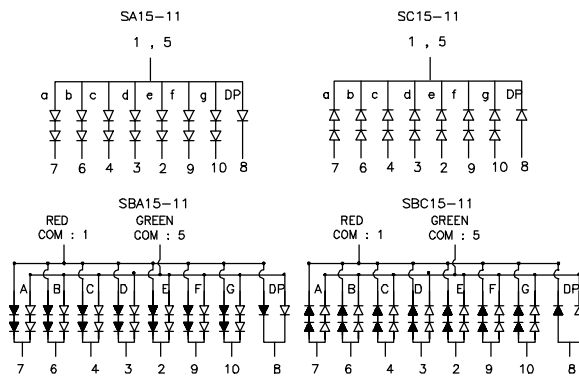 SA15-11
1 , 5
a b c d e f g DP
7 6 4 3 2 9 10 8
SC15-11
1 , 5
a b c d e f g DP
7 6 4 3 2 9 10 8
SBA15-11
RED GREEN
COM : 1 COM : 5
A B C D E F G DP
7 6 4 3 2 9 10 8
SBC15-11
RED GREEN
COM : 1 COM : 5
A B C D E F G DP
7 6 4 3 2 9 10 8